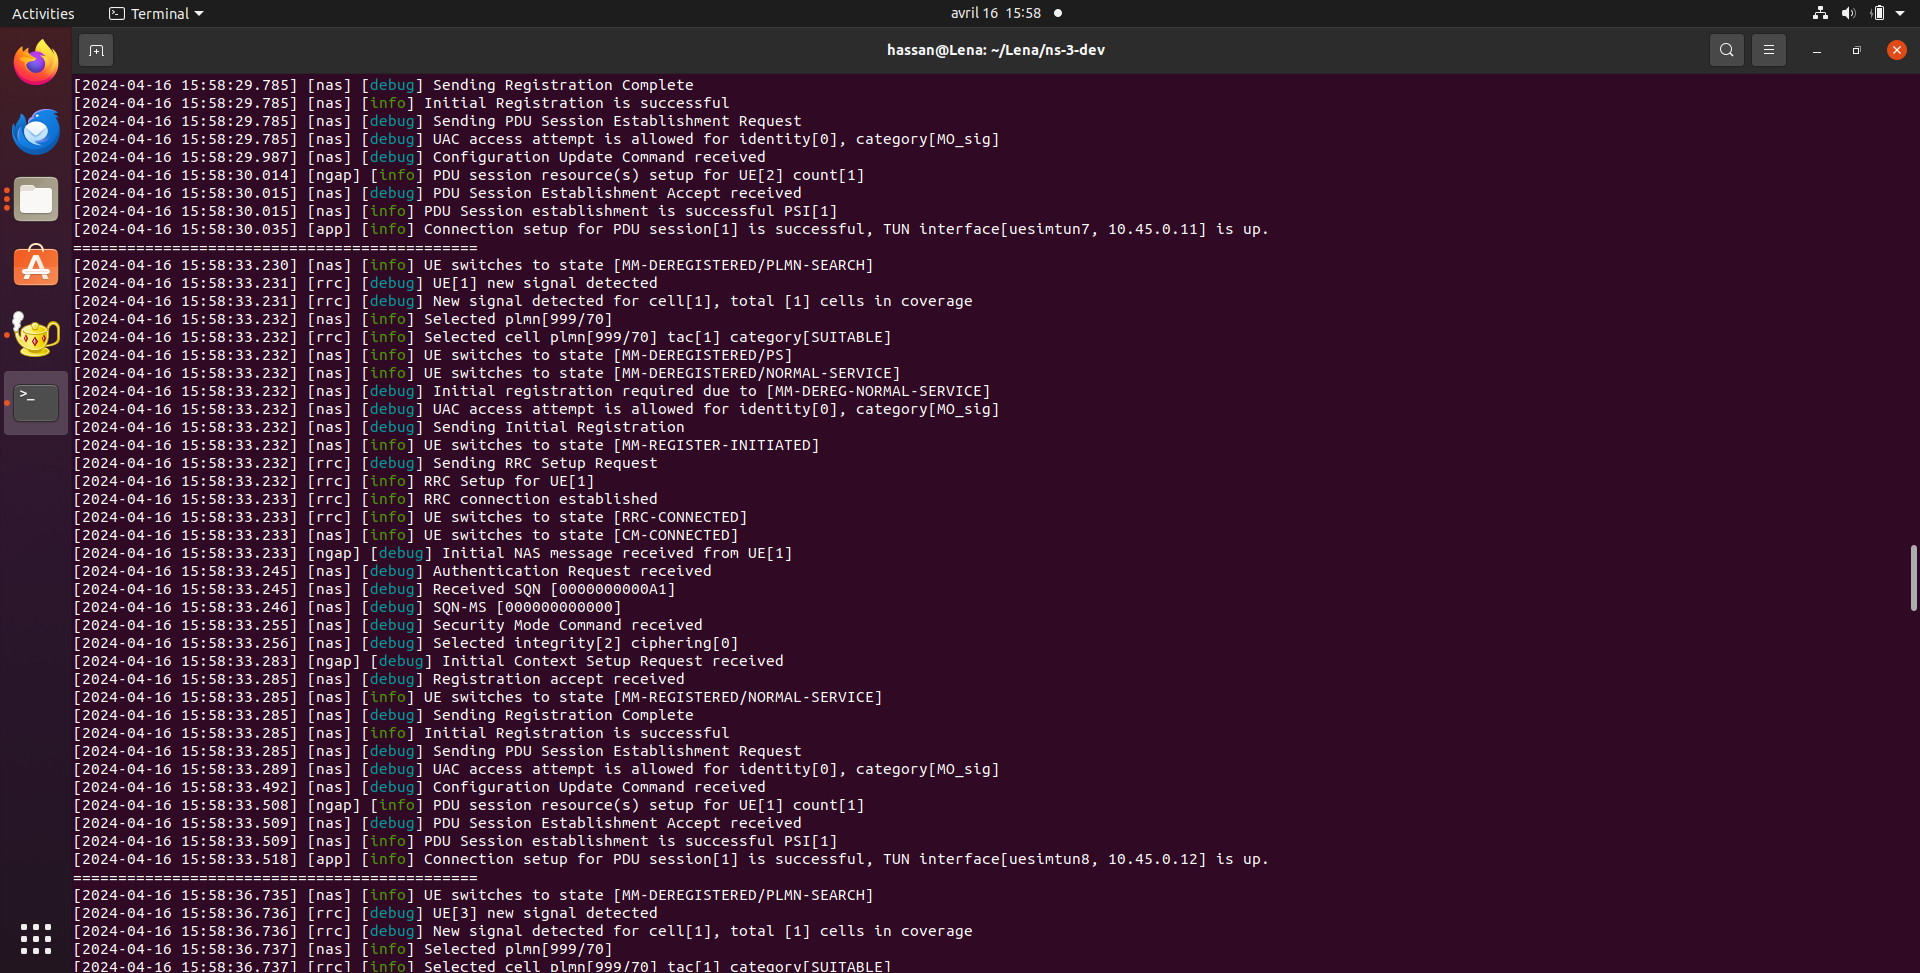 Activities
Terminal
avril 16 15:58
hassan@Lena: ~/Lena/ns-3-dev
[2024-04-16 15:58:29.785] [nas] [debug] Sending Registration Complete
[2024-04-16 15:58:29.785] [nas] [info] Initial Registration is successful
[2024-04-16 15:58:29.785] [nas] [debug] Sending PDU Session Establishment Request
[2024-04-16 15:58:29.785] [nas] [debug] UAC access attempt is allowed for identity[0], category[MO_sig]
[2024-04-16 15:58:29.987] [nas] [debug] Configuration Update Command received
[2024-04-16 15:58:30.014] [ngap] [info] PDU session resource(s) setup for UE[2] count[1]
[2024-04-16 15:58:30.015] [nas] [debug] PDU Session Establishment Accept received
[2024-04-16 15:58:30.015] [nas] [info] PDU Session establishment is successful PSI[1]
[2024-04-16 15:58:30.035] [app] [info] Connection setup for PDU session[1] is successful, TUN interface[uesimtun7, 10.45.0.11] is up.
=============================================
[2024-04-16 15:58:33.230] [nas] [info] UE switches to state [MM-DEREGISTERED/PLMN-SEARCH]
[2024-04-16 15:58:33.231] [rrc] [debug] UE[1] new signal detected
[2024-04-16 15:58:33.231] [rrc] [debug] New signal detected for cell[1], total [1] cells in coverage
[2024-04-16 15:58:33.232] [nas] [info] Selected plmn[999/70]
[2024-04-16 15:58:33.232] [rrc] [info] Selected cell plmn[999/70] tac[1] category[SUITABLE]
[2024-04-16 15:58:33.232] [nas] [info] UE switches to state [MM-DEREGISTERED/PS]
[2024-04-16 15:58:33.232] [nas] [info] UE switches to state [MM-DEREGISTERED/NORMAL-SERVICE]
[2024-04-16 15:58:33.232] [nas] [debug] Initial registration required due to [MM-DEREG-NORMAL-SERVICE]
[2024-04-16 15:58:33.232] [nas] [debug] UAC access attempt is allowed for identity[0], category[MO_sig]
[2024-04-16 15:58:33.232] [nas] [debug] Sending Initial Registration
[2024-04-16 15:58:33.232] [nas] [info] UE switches to state [MM-REGISTER-INITIATED]
[2024-04-16 15:58:33.232] [rrc] [debug] Sending RRC Setup Request
[2024-04-16 15:58:33.232] [rrc] [info] RRC Setup for UE[1]
[2024-04-16 15:58:33.233] [rrc] [info] RRC connection established
[2024-04-16 15:58:33.233] [rrc] [info] UE switches to state [RRC-CONNECTED]
[2024-04-16 15:58:33.233] [nas] [info] UE switches to state [CM-CONNECTED]
[2024-04-16 15:58:33.233] [ngap] [debug] Initial NAS message received from UE[1]
[2024-04-16 15:58:33.245] [nas] [debug] Authentication Request received
[2024-04-16 15:58:33.245] [nas] [debug] Received SQN [0000000000A1]
[2024-04-16 15:58:33.246] [nas] [debug] SQN-MS [000000000000]
[2024-04-16 15:58:33.255] [nas] [debug] Security Mode Command received
[2024-04-16 15:58:33.256] [nas] [debug] Selected integrity[2] ciphering[0]
[2024-04-16 15:58:33.283] [ngap] [debug] Initial Context Setup Request received
[2024-04-16 15:58:33.285] [nas] [debug] Registration accept received
[2024-04-16 15:58:33.285] [nas] [info] UE switches to state [MM-REGISTERED/NORMAL-SERVICE]
[2024-04-16 15:58:33.285] [nas] [debug] Sending Registration Complete
[2024-04-16 15:58:33.285] [nas] [info] Initial Registration is successful
[2024-04-16 15:58:33.285] [nas] [debug] Sending PDU Session Establishment Request
[2024-04-16 15:58:33.289] [nas] [debug] UAC access attempt is allowed for identity[0], category[MO_sig]
[2024-04-16 15:58:33.492] [nas] [debug] Configuration Update Command received
[2024-04-16 15:58:33.508] [ngap] [info] PDU session resource(s) setup for UE[1] count[1]
[2024-04-16 15:58:33.509] [nas] [debug] PDU Session Establishment Accept received
[2024-04-16 15:58:33.509] [nas] [info] PDU Session establishment is successful PSI[1]
[2024-04-16 15:58:33.518] [app] [info] Connection setup for PDU session[1] is successful, TUN interface[uesimtun8, 10.45.0.12] is up.
=============================================
[2024-04-16 15:58:36.735] [nas] [info] UE switches to state [MM-DEREGISTERED/PLMN-SEARCH]
[2024-04-16 15:58:36.736] [rrc] [debug] UE[3] new signal detected
[2024-04-16 15:58:36.736] [rrc] [debug] New signal detected for cell[1], total [1] cells in coverage
[2024-04-16 15:58:36.737] [nas] [info] Selected plmn[999/70]
[2024-04-16 15:58:36.737] [rrc] [info] Selected cell plmn[999/70] tac[1] category[SUITABLE]